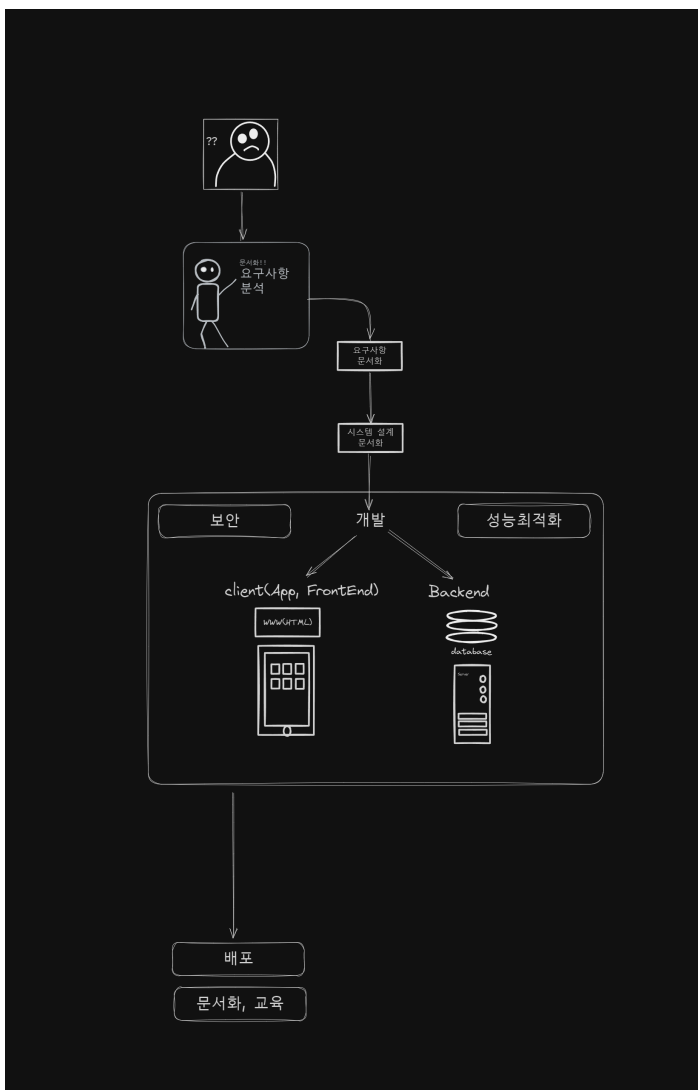 ??
문서화!!
요구사항
분석
요구사항
문서화
시스템 설계
문서화
보안
개발
성능최적화
client(App, FrontEnd)
Backend
WWW(HTML)
database
Server
배포
문서화, 교육